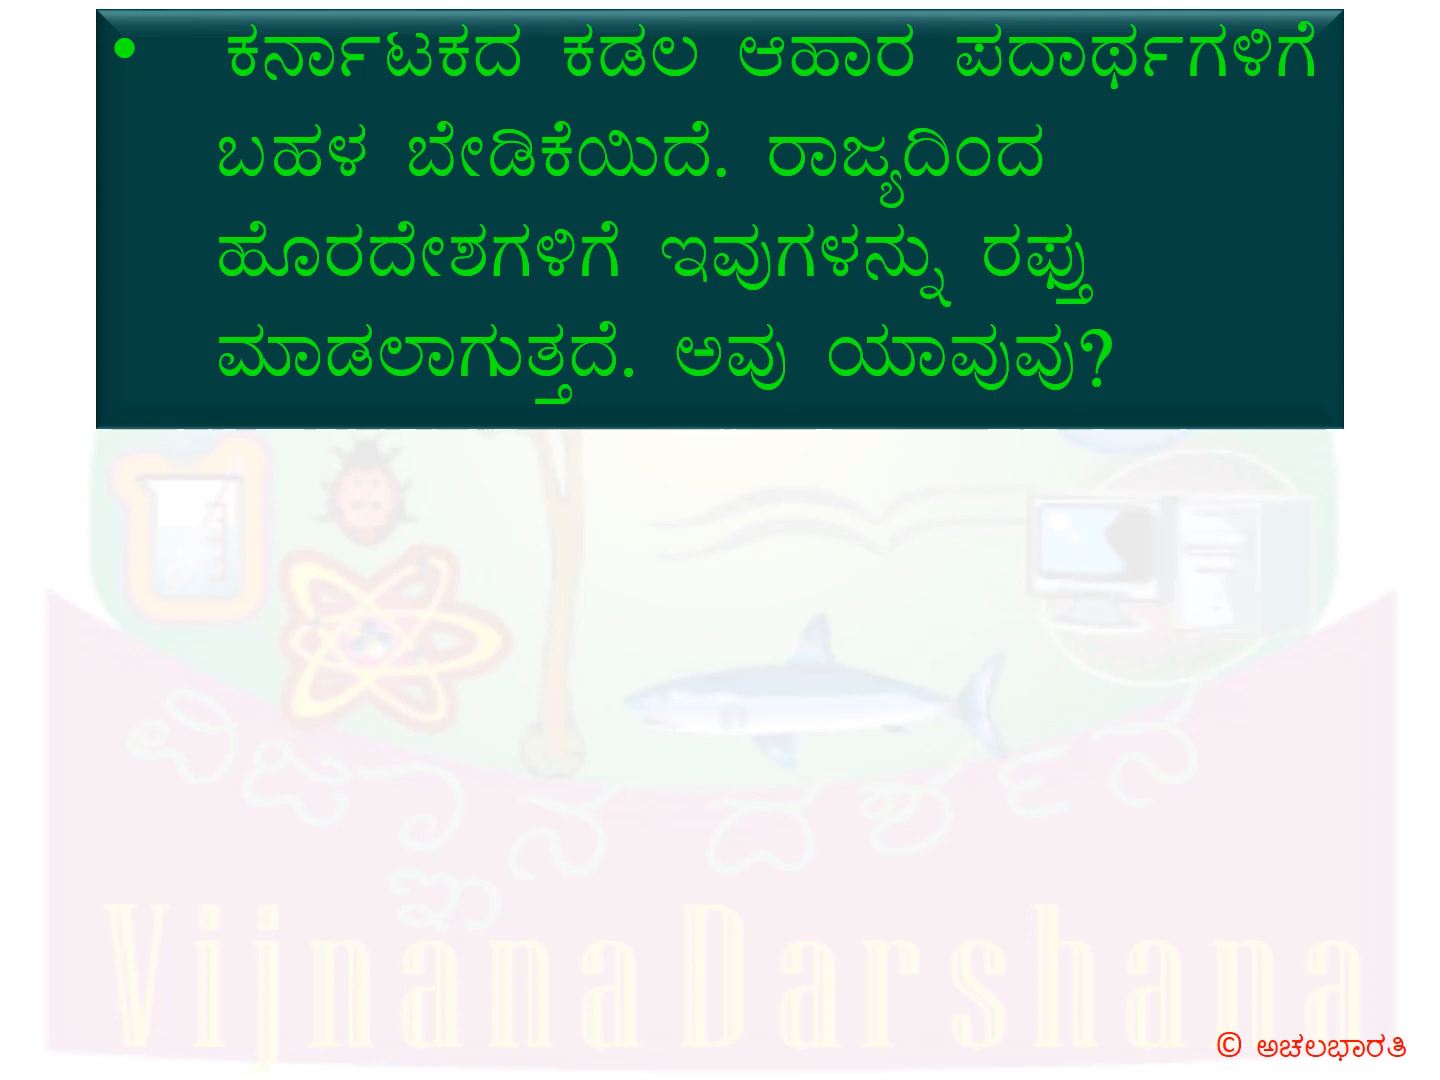 • ಕರ್ನಾಟಕದ ಕಡಲ ಆಹಾರ ಪದಾರ್ಥಗಳಿಗೆ
ಬಹಳ ಬೇಡಿಕೆಯಿದೆ. ರಾಜ್ಯದಿಂದ
ಹೊರದೇಶಗಳಿಗೆ ಇವುಗಳನ್ನು ರಫ್ತು
ಮಾಡಲಾಗುತ್ತದೆ. ಅವು ಯಾವುವು?
ವಿಜ್ಞಾನ ದರ್ಶನ
Vijnana Darshana
© ಅಚಲಭಾರತಿ